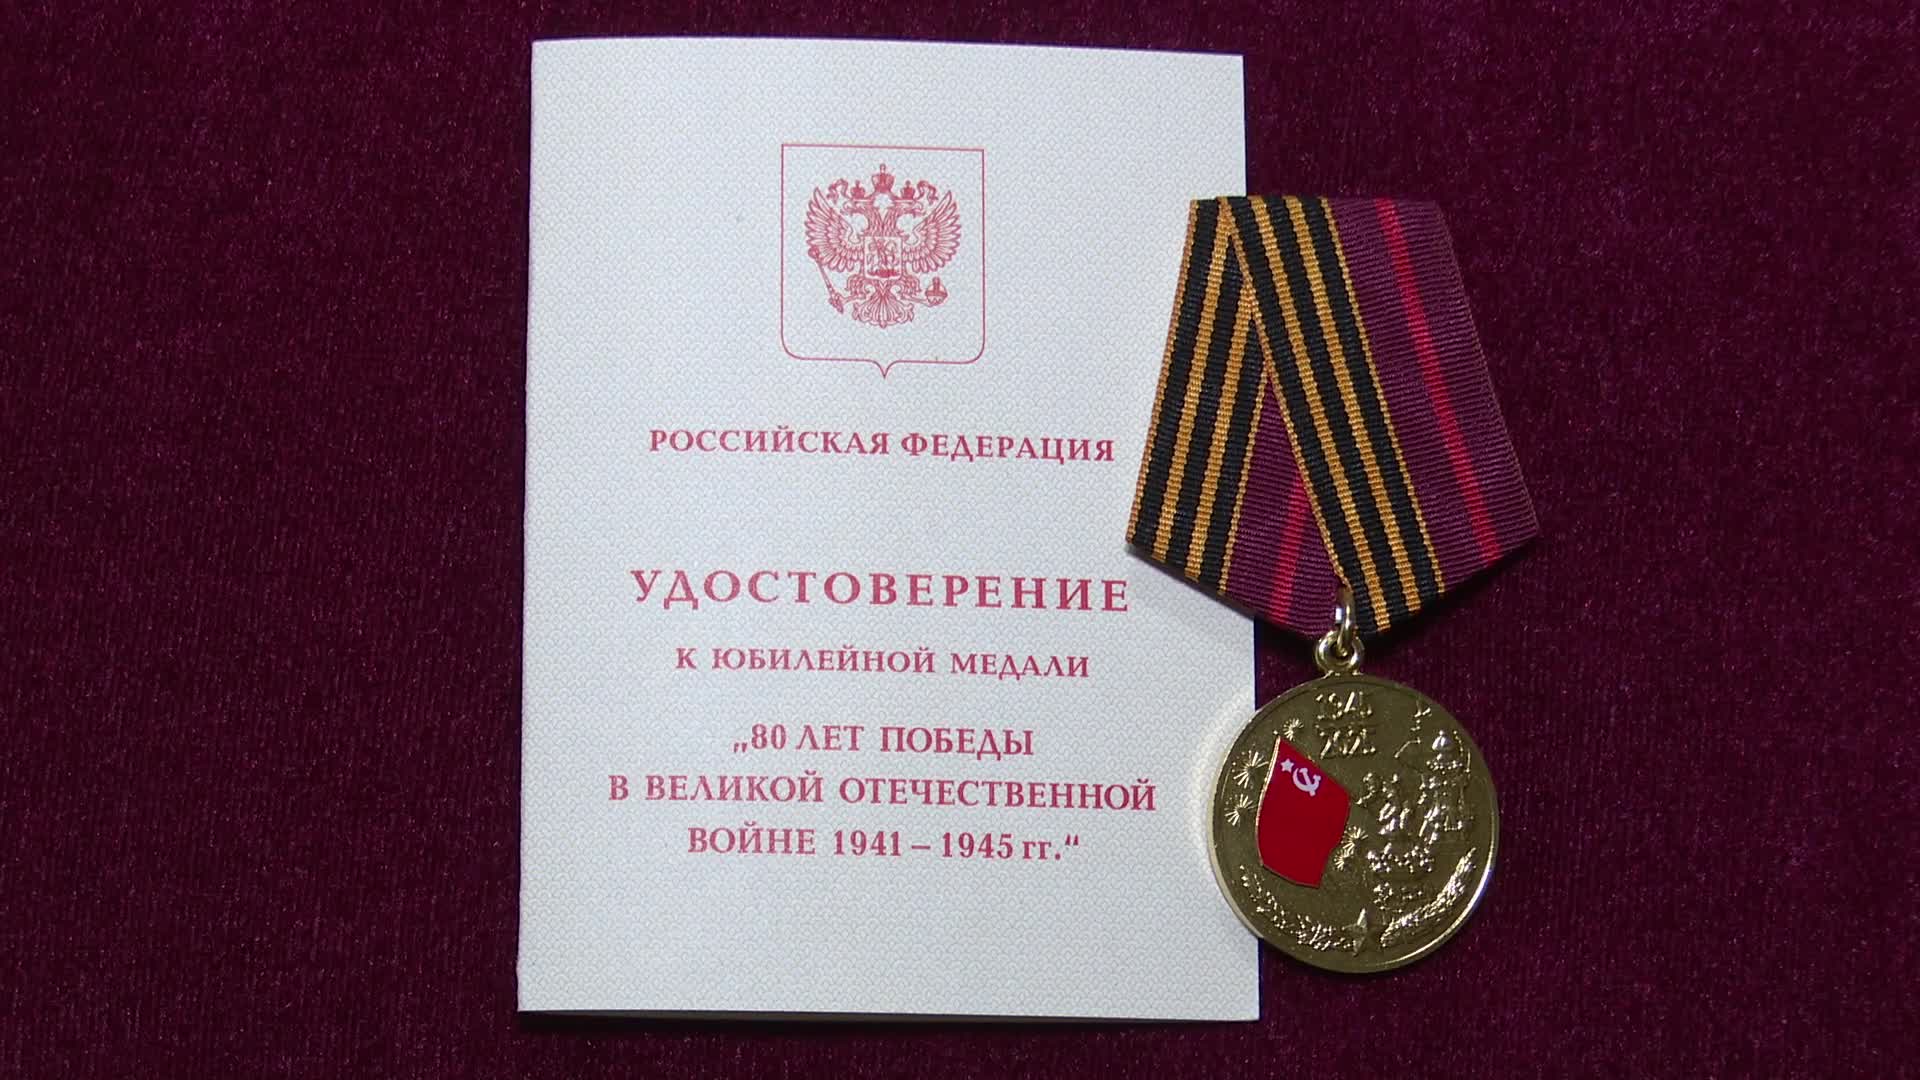 РОССИЙСКАЯ ФЕДЕРАЦИЯ
УДОСТОВЕРЕНИЕ
К ЮБИЛЕЙНОЙ МЕДАЛИ
„80 ЛЕТ ПОБЕДЫ
В ВЕЛИКОЙ ОТЕЧЕСТВЕННОЙ
ВОЙНЕ 1941 – 1945 гг.“
1945
2025